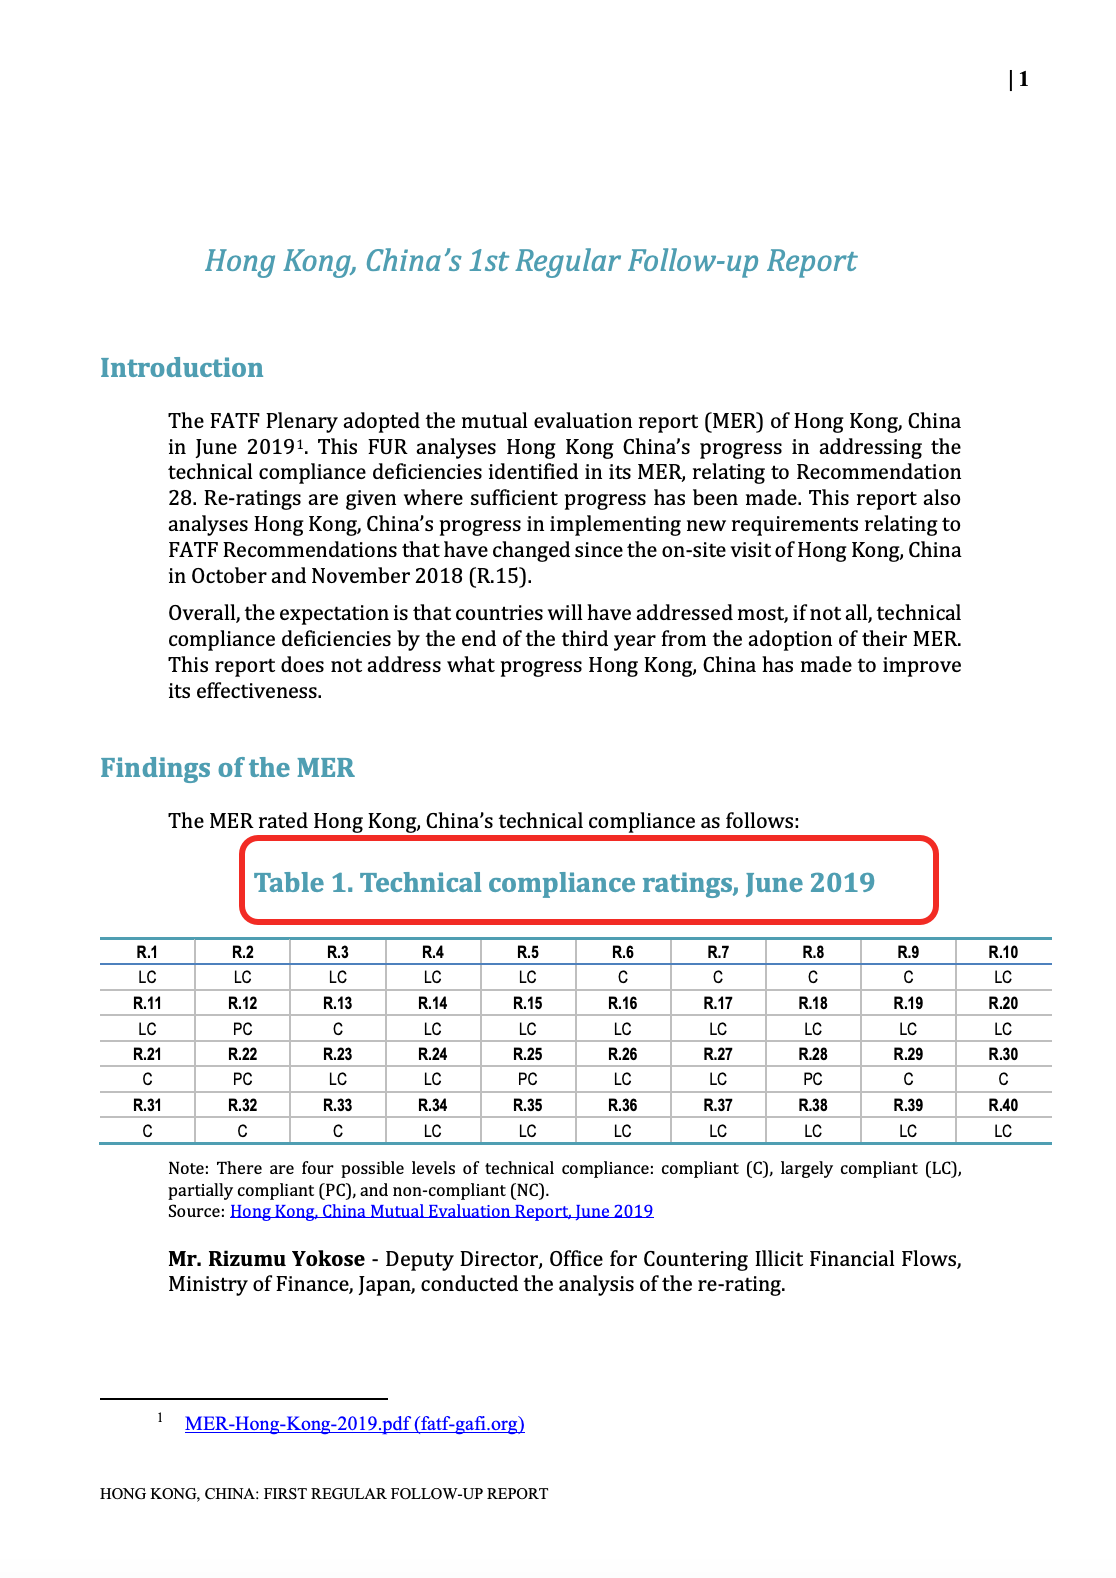 | 1
Hong Kong, China’s 1st Regular Follow-up Report
Introduction
The FATF Plenary adopted the mutual evaluation report (MER) of Hong Kong, China
in June 2019¹. This FUR analyses Hong Kong China’s progress in addressing the
technical compliance deficiencies identified in its MER, relating to Recommendation
28. Re-ratings are given where sufficient progress has been made. This report also
analyses Hong Kong, China’s progress in implementing new requirements relating to
FATF Recommendations that have changed since the on-site visit of Hong Kong, China
in October and November 2018 (R.15).
Overall, the expectation is that countries will have addressed most, if not all, technical
compliance deficiencies by the end of the third year from the adoption of their MER.
This report does not address what progress Hong Kong, China has made to improve
its effectiveness.
Findings of the MER
The MER rated Hong Kong, China’s technical compliance as follows:
Table 1. Technical compliance ratings, June 2019
R.1 R.2 R.3 R.4 R.5 R.6 R.7 R.8 R.9 R.10
LC LC LC LC LC C C C C LC
R.11 R.12 R.13 R.14 R.15 R.16 R.17 R.18 R.19 R.20
LC PC C LC LC LC LC LC LC LC
R.21 R.22 R.23 R.24 R.25 R.26 R.27 R.28 R.29 R.30
C PC LC LC PC LC LC PC C C
R.31 R.32 R.33 R.34 R.35 R.36 R.37 R.38 R.39 R.40
C C C LC LC LC LC LC LC LC
Note: There are four possible levels of technical compliance: compliant (C), largely compliant (LC),
partially compliant (PC), and non-compliant (NC).
Source: Hong Kong, China Mutual Evaluation Report, June 2019
Mr. Rizumu Yokose - Deputy Director, Office for Countering Illicit Financial Flows,
Ministry of Finance, Japan, conducted the analysis of the re-rating.
1 MER-Hong-Kong-2019.pdf (fatf-gafi.org)
HONG KONG, CHINA: FIRST REGULAR FOLLOW-UP REPORT